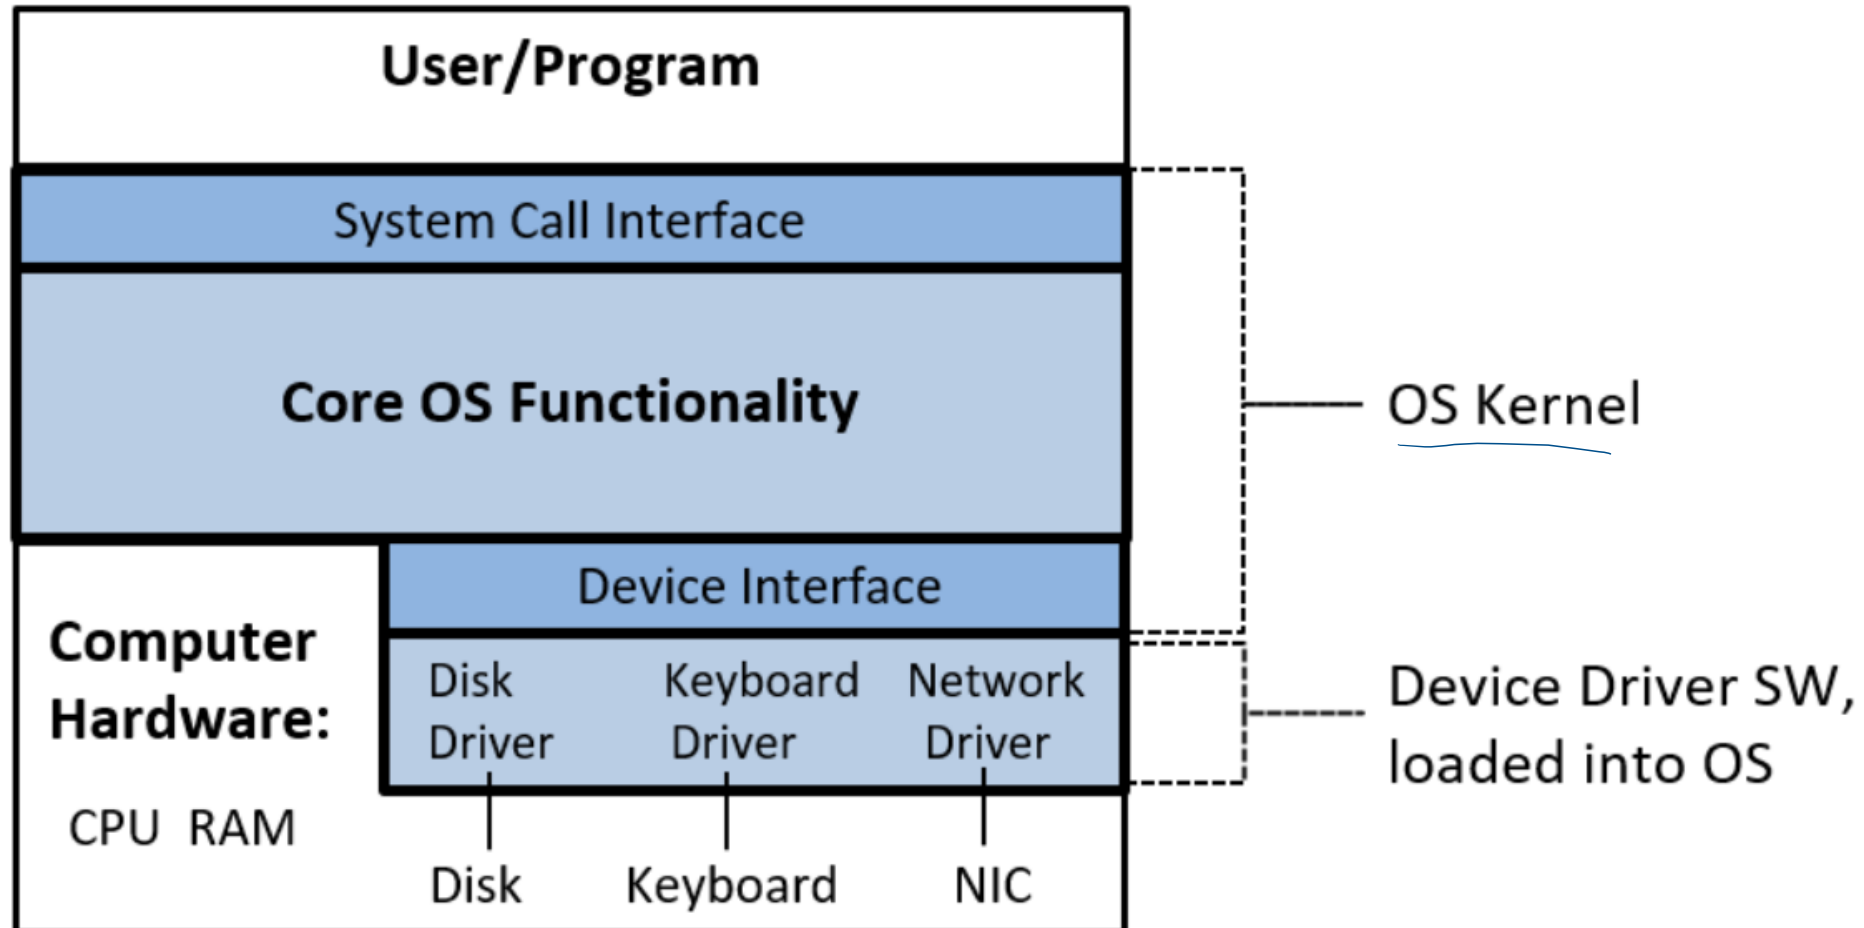 User/Program
System Call Interface
Core OS Functionality
OS Kernel
Device Interface
Computer
Hardware:
CPU RAM
Disk Keyboard Network
Driver Driver Driver
Disk Keyboard NIC
Device Driver SW,
loaded into OS